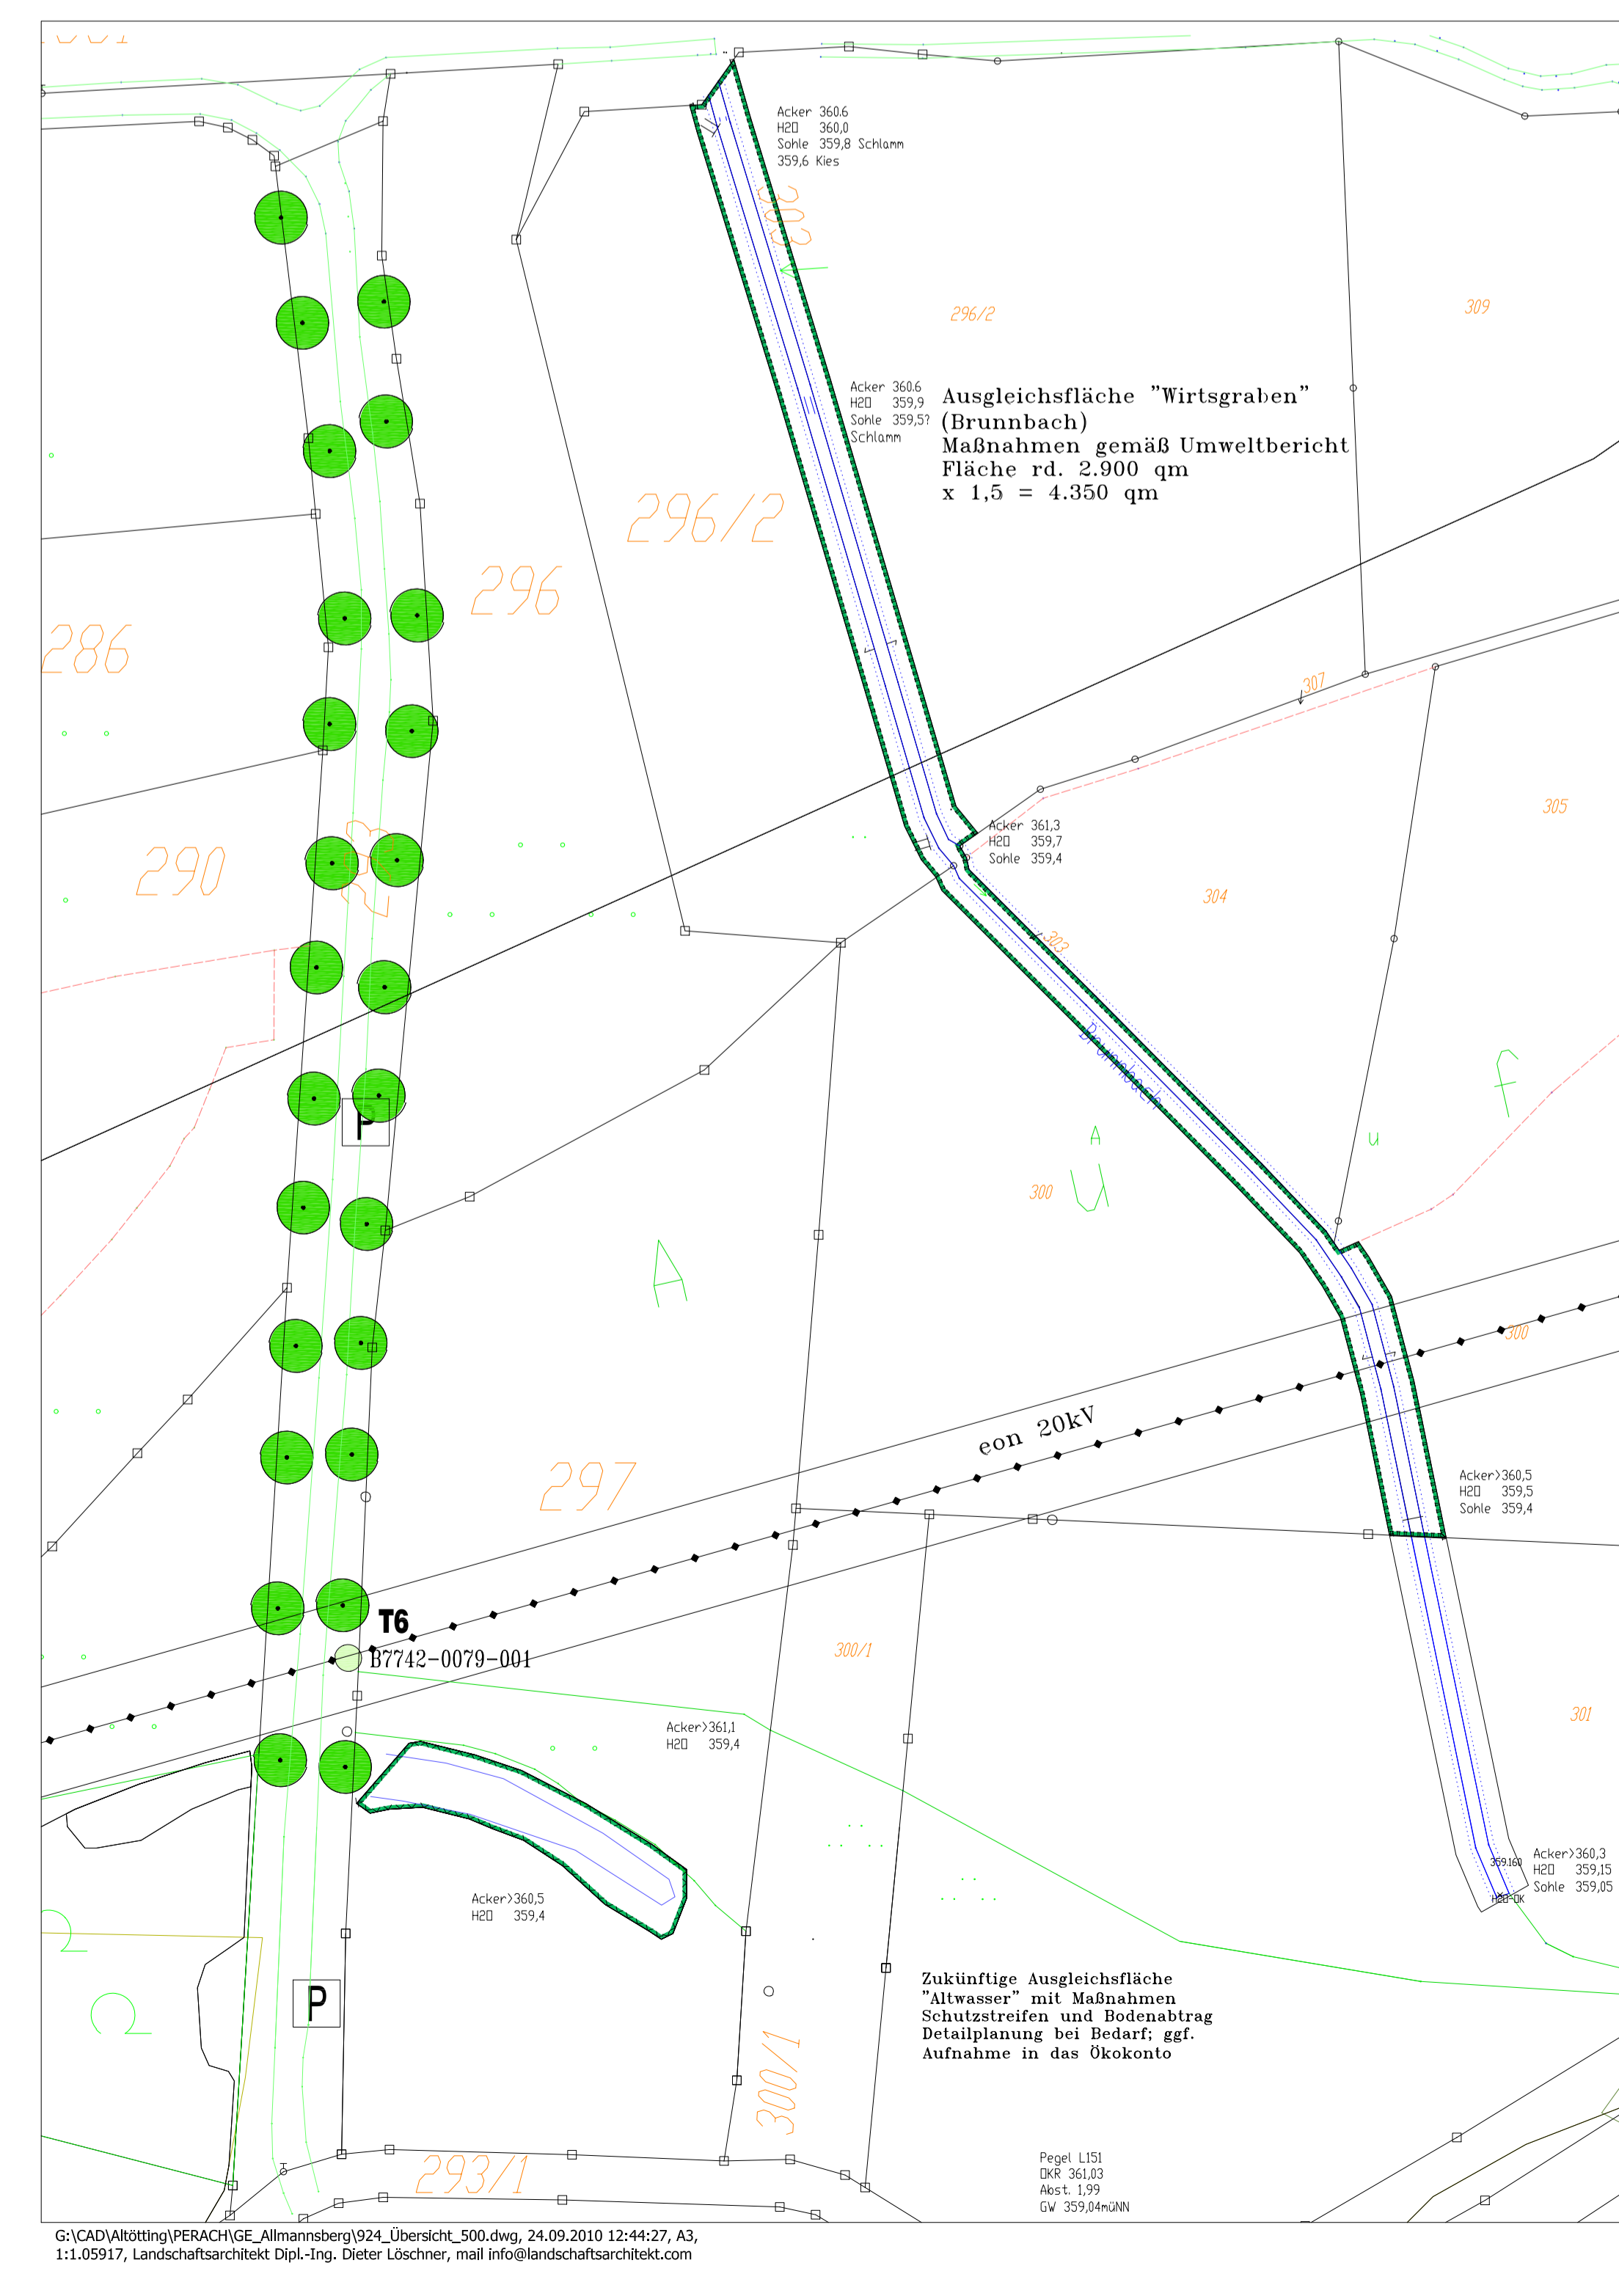 Acker 360.6
H2O 360,0
Sohle 359,8 Schlamm
359,6 Kies
303
296/2
309
Acker 360.6
H2O 359,9
Sohle 359,5?
Schlamm
Ausgleichsfläche "Wirtsgraben"
(Brunnbach)
Maßnahmen gemäß Umweltbericht
Fläche rd. 2.900 qm
x 1,5 = 4.350 qm
296/2
296
286
307
305
Acker 361,3
H2O 359,7
Sohle 359,4
290
304
303
Brunnbach
f
A
u
P
300
u
A
300
eon 20kV
297
Acker>360,5
H2O 359,5
Sohle 359,4
T6
B7742-0079-001
300/1
301
Acker>361,1
H2O 359,4
359.160
Acker>360,3
H2O 359,15
Sohle 359,05
H2O-OK
Acker>360,5
H2O 359,4
P
Zukünftige Ausgleichsfläche
"Altwasser" mit Maßnahmen
Schutzstreifen und Bodenabtrag
Detailplanung bei Bedarf; ggf.
Aufnahme in das Ökokonto
300/1
293/1
Pegel L151
OKR 361,03
Abst. 1,99
GW 359,04müNN
G:\CAD\Altötting\PERACH\GE_Allmannsberg\924_Übersicht_500.dwg, 24.09.2010 12:44:27, A3,
1:1.05917, Landschaftsarchitekt Dipl.-Ing. Dieter Löschner, mail info@landschaftsarchitekt.com